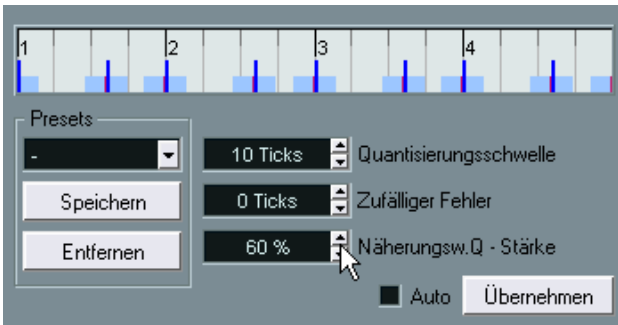 1 2 3 4
Presets
-
10 Ticks Quantisierungsschwelle
Speichern 0 Ticks Zufälliger Fehler
Entfernen 60 % Näherungsw.Q - Stärke
Auto Übernehmen